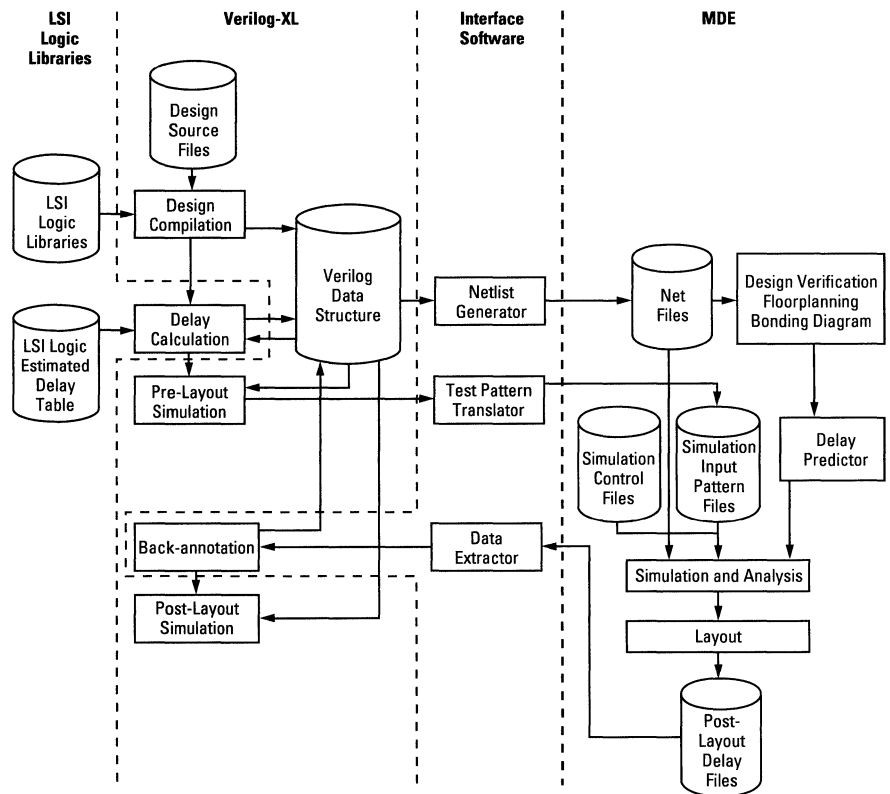 LSI
Logic
Libraries
Verilog-XL
Interface
Software
MDE
Design
Source
Files
LSI
Logic
Libraries
Design
Compilation
Verilog
Data
Structure
Netlist
Generator
Net
Files
Design Verification
Floorplanning
Bonding Diagram
LSI Logic
Estimated
Delay
Table
Delay
Calculation
Pre-Layout
Simulation
Test Pattern
Translator
Simulation
Control
Files
Simulation
Input
Pattern
Files
Delay
Predictor
Back-annotation
Data
Extractor
Simulation and Analysis
Post-Layout
Simulation
Layout
Post-
Layout
Delay
Files